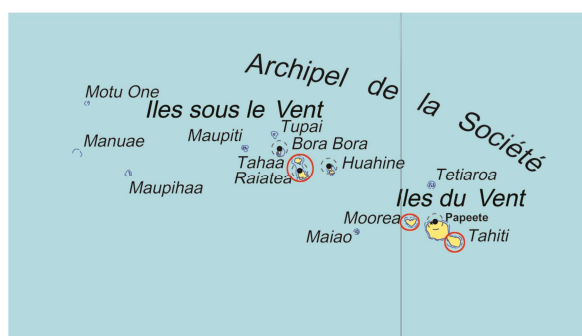 Archipel de la Société
Motu One
Iles sous le Vent
Tupai
Manuae
Maupiti
Bora Bora
Tahaa
Huahine
Raiatea
Maupihaa
Tetiaroa
Iles du Vent
Moorea
Papeete
Maiao
Tahiti